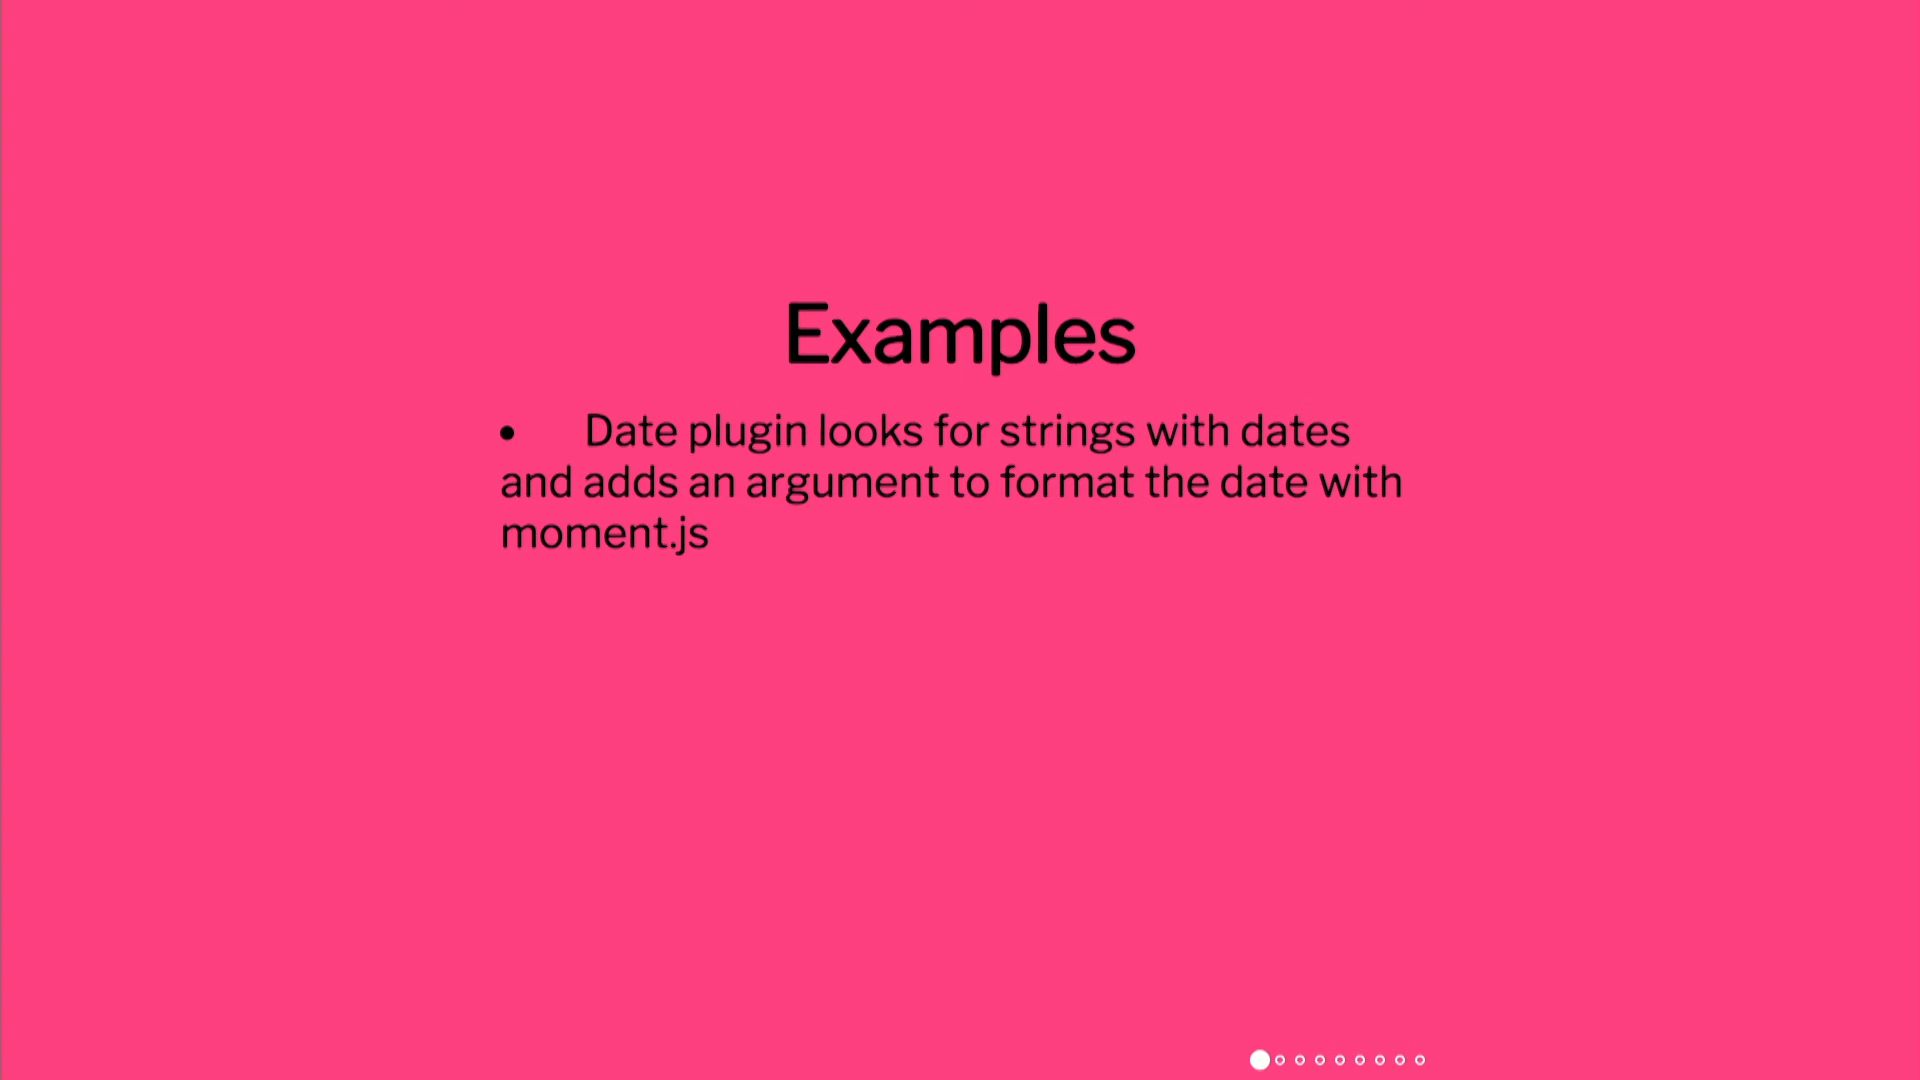 Examples
• Date plugin looks for strings with dates
and adds an argument to format the date with
moment.js